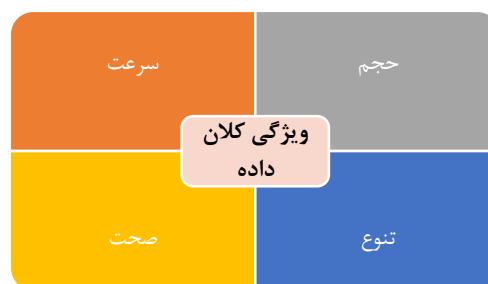 حجم
سرعت
ویژگی کلان
داده
تنوع
صحت